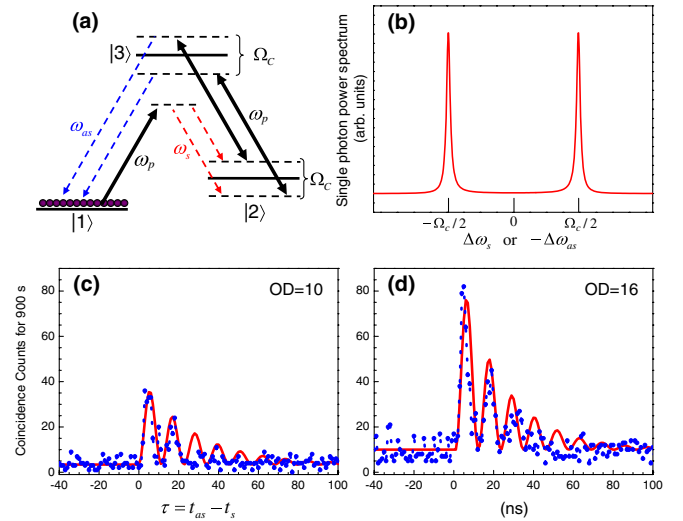 (a)
|3⟩
Ω_C
ω_as
ω_p
ω_s
ω_p
Ω_C
|1⟩
|2⟩
(b)
Single photon power spectrum
(arb. units)
−Ω_c/2 0 Ω_c/2
Δω_s or −Δω_as
(c)
OD=10
Coincidence Counts for 900 s
80
60
40
20
0
-40 -20 0 20 40 60 80 100
τ = t_as − t_s
(d)
OD=16
80
60
40
20
0
-40 -20 0 20 40 60 80 100
(ns)